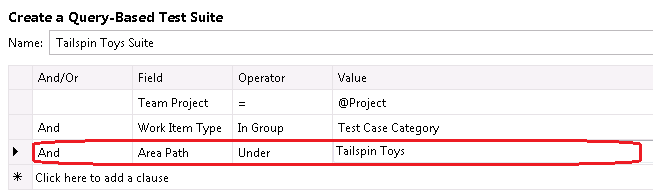 Create a Query-Based Test Suite
Name: Tailspin Toys Suite
And/Or Field Operator Value
Team Project = @Project
And Work Item Type In Group Test Case Category
And Area Path Under Tailspin Toys
* Click here to add a clause